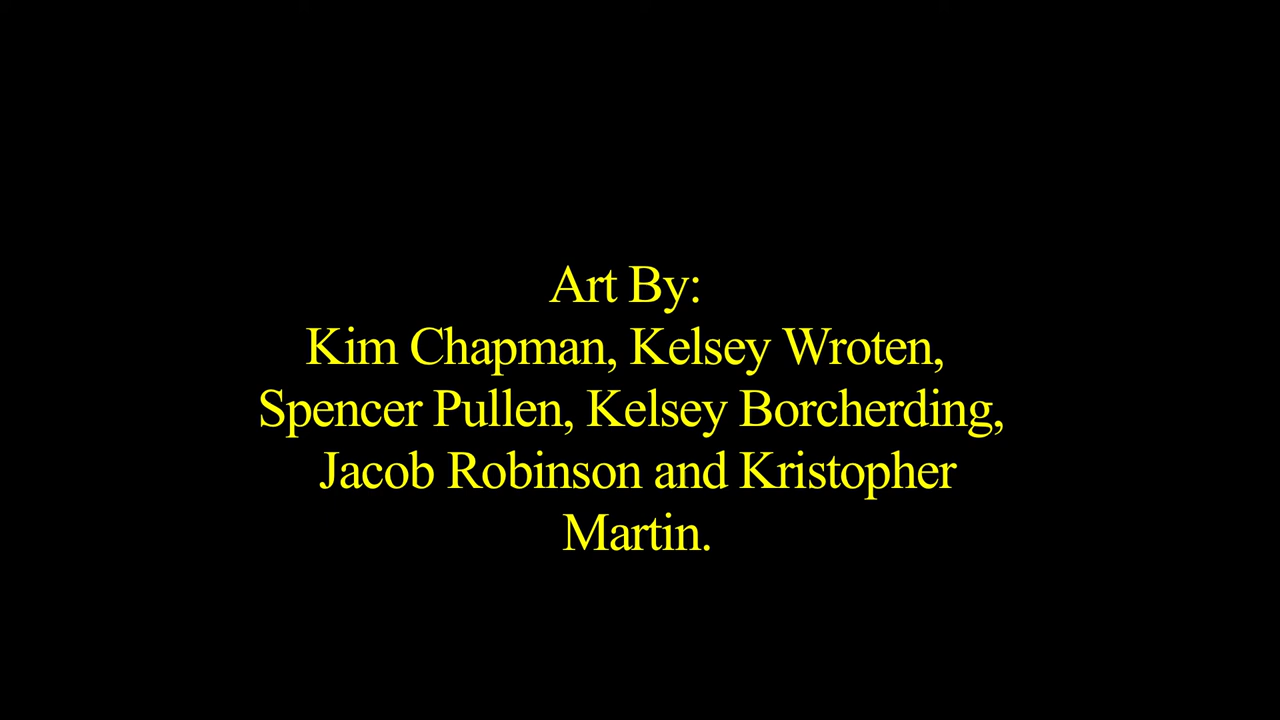 Art By:
Kim Chapman, Kelsey Wroten,
Spencer Pullen, Kelsey Borcherding,
Jacob Robinson and Kristopher
Martin.